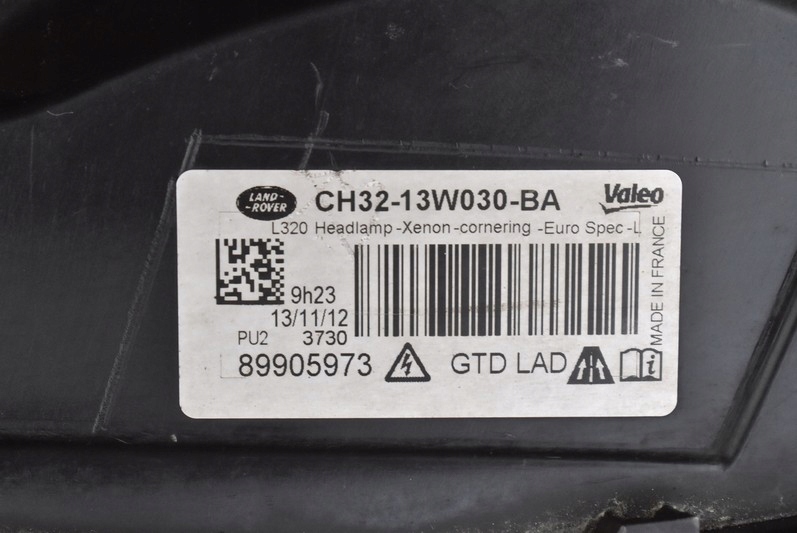 LAND-
-ROVER
CH32-13W030-BA
Valeo
L320 Headlamp-Xenon-cornering-Euro Spec-L
9h23
13/11/12
PU2 3730
89905973
GTD LAD
MADE IN FRANCE